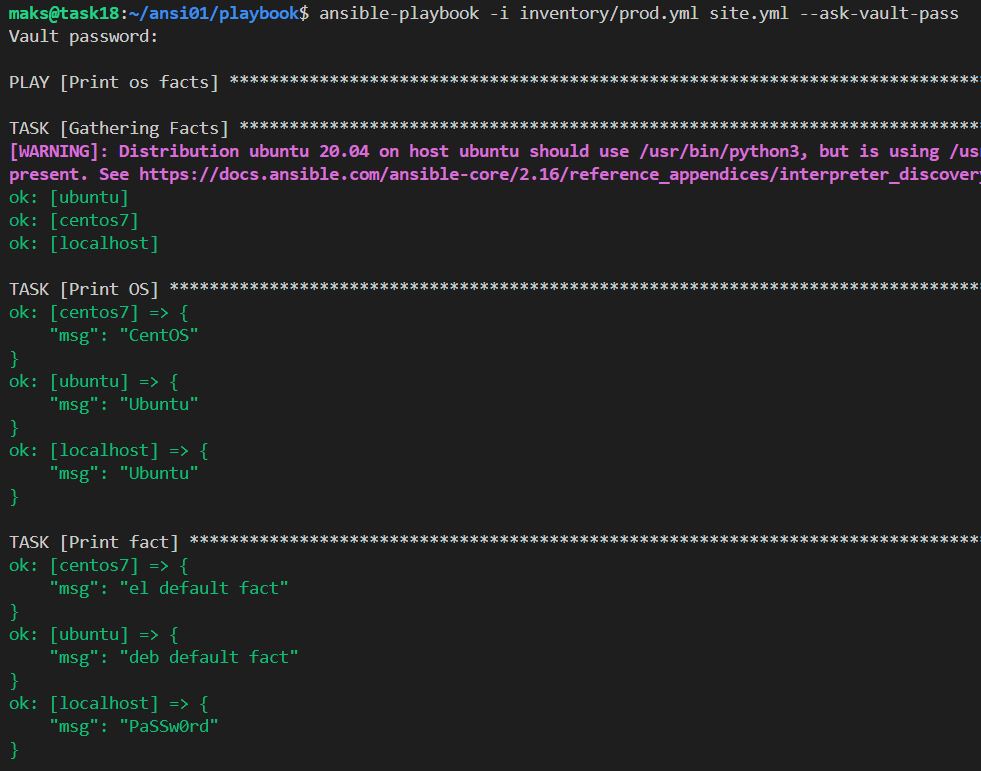 maks@task18:~/ansi01/playbook$ ansible-playbook -i inventory/prod.yml site.yml --ask-vault-pass
Vault password:
PLAY [Print os facts] ***************************************************************************
TASK [Gathering Facts] **************************************************************************
[WARNING]: Distribution ubuntu 20.04 on host ubuntu should use /usr/bin/python3, but is using /us
present. See https://docs.ansible.com/ansible-core/2.16/reference_appendices/interpreter_discover
ok: [ubuntu]
ok: [centos7]
ok: [localhost]
TASK [Print OS] *********************************************************************************
ok: [centos7] => {
    "msg": "CentOS"
}
ok: [ubuntu] => {
    "msg": "Ubuntu"
}
ok: [localhost] => {
    "msg": "Ubuntu"
}
TASK [Print fact] *******************************************************************************
ok: [centos7] => {
    "msg": "el default fact"
}
ok: [ubuntu] => {
    "msg": "deb default fact"
}
ok: [localhost] => {
    "msg": "PaSSw0rd"
}